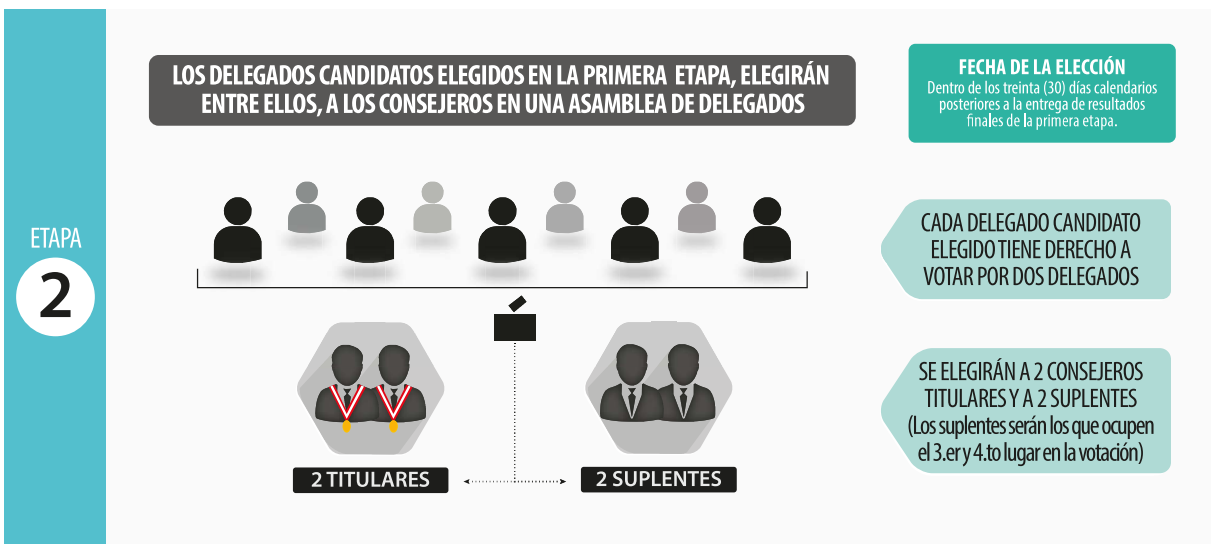 ETAPA
2
LOS DELEGADOS CANDIDATOS ELEGIDOS EN LA PRIMERA ETAPA, ELEGIRÁN
ENTRE ELLOS, A LOS CONSEJEROS EN UNA ASAMBLEA DE DELEGADOS
FECHA DE LA ELECCIÓN
Dentro de los treinta (30) días calendarios
posteriores a la entrega de resultados
finales de la primera etapa.
CADA DELEGADO CANDIDATO
ELEGIDO TIENE DERECHO A
VOTAR POR DOS DELEGADOS
SE ELEGIRÁN A 2 CONSEJEROS
TITULARES Y A 2 SUPLENTES
(Los suplentes serán los que ocupen
el 3.er y 4.to lugar en la votación)
2 TITULARES
2 SUPLENTES